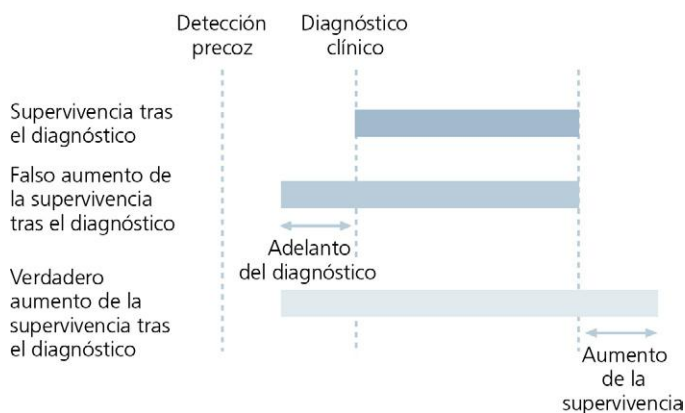 Detección
precoz
Diagnóstico
clínico
Supervivencia tras
el diagnóstico
Falso aumento de
la supervivencia
tras el diagnóstico
Adelanto
del diagnóstico
Verdadero
aumento de la
supervivencia tras
el diagnóstico
Aumento
de la
supervivencia